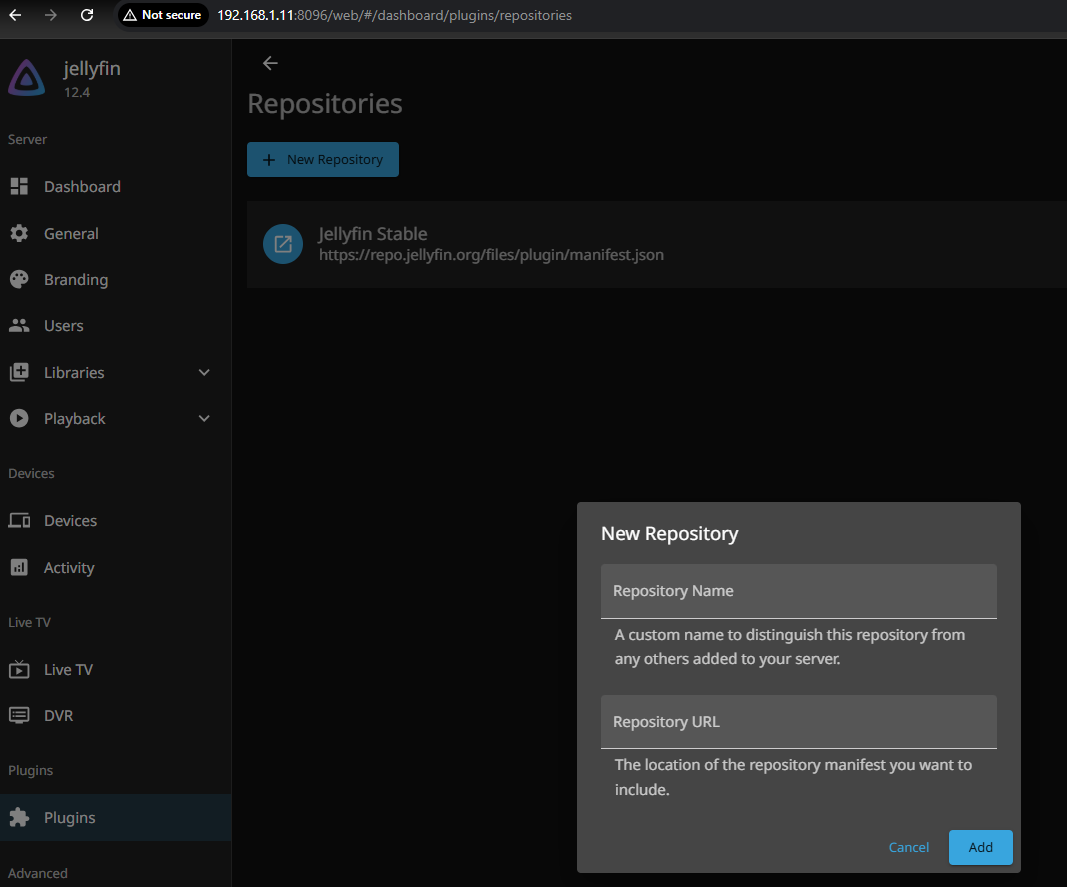 Not secure 192.168.1.11:8096/web/#/dashboard/plugins/repositories
jellyfin
12.4
Server
Dashboard
General
Branding
Users
Libraries
Playback
Devices
Devices
Activity
Live TV
Live TV
DVR
Plugins
Plugins
Advanced
Repositories
New Repository
Jellyfin Stable
https://repo.jellyfin.org/files/plugin/manifest.json
New Repository
Repository Name
A custom name to distinguish this repository from
any others added to your server.
Repository URL
The location of the repository manifest you want to
include.
Cancel
Add